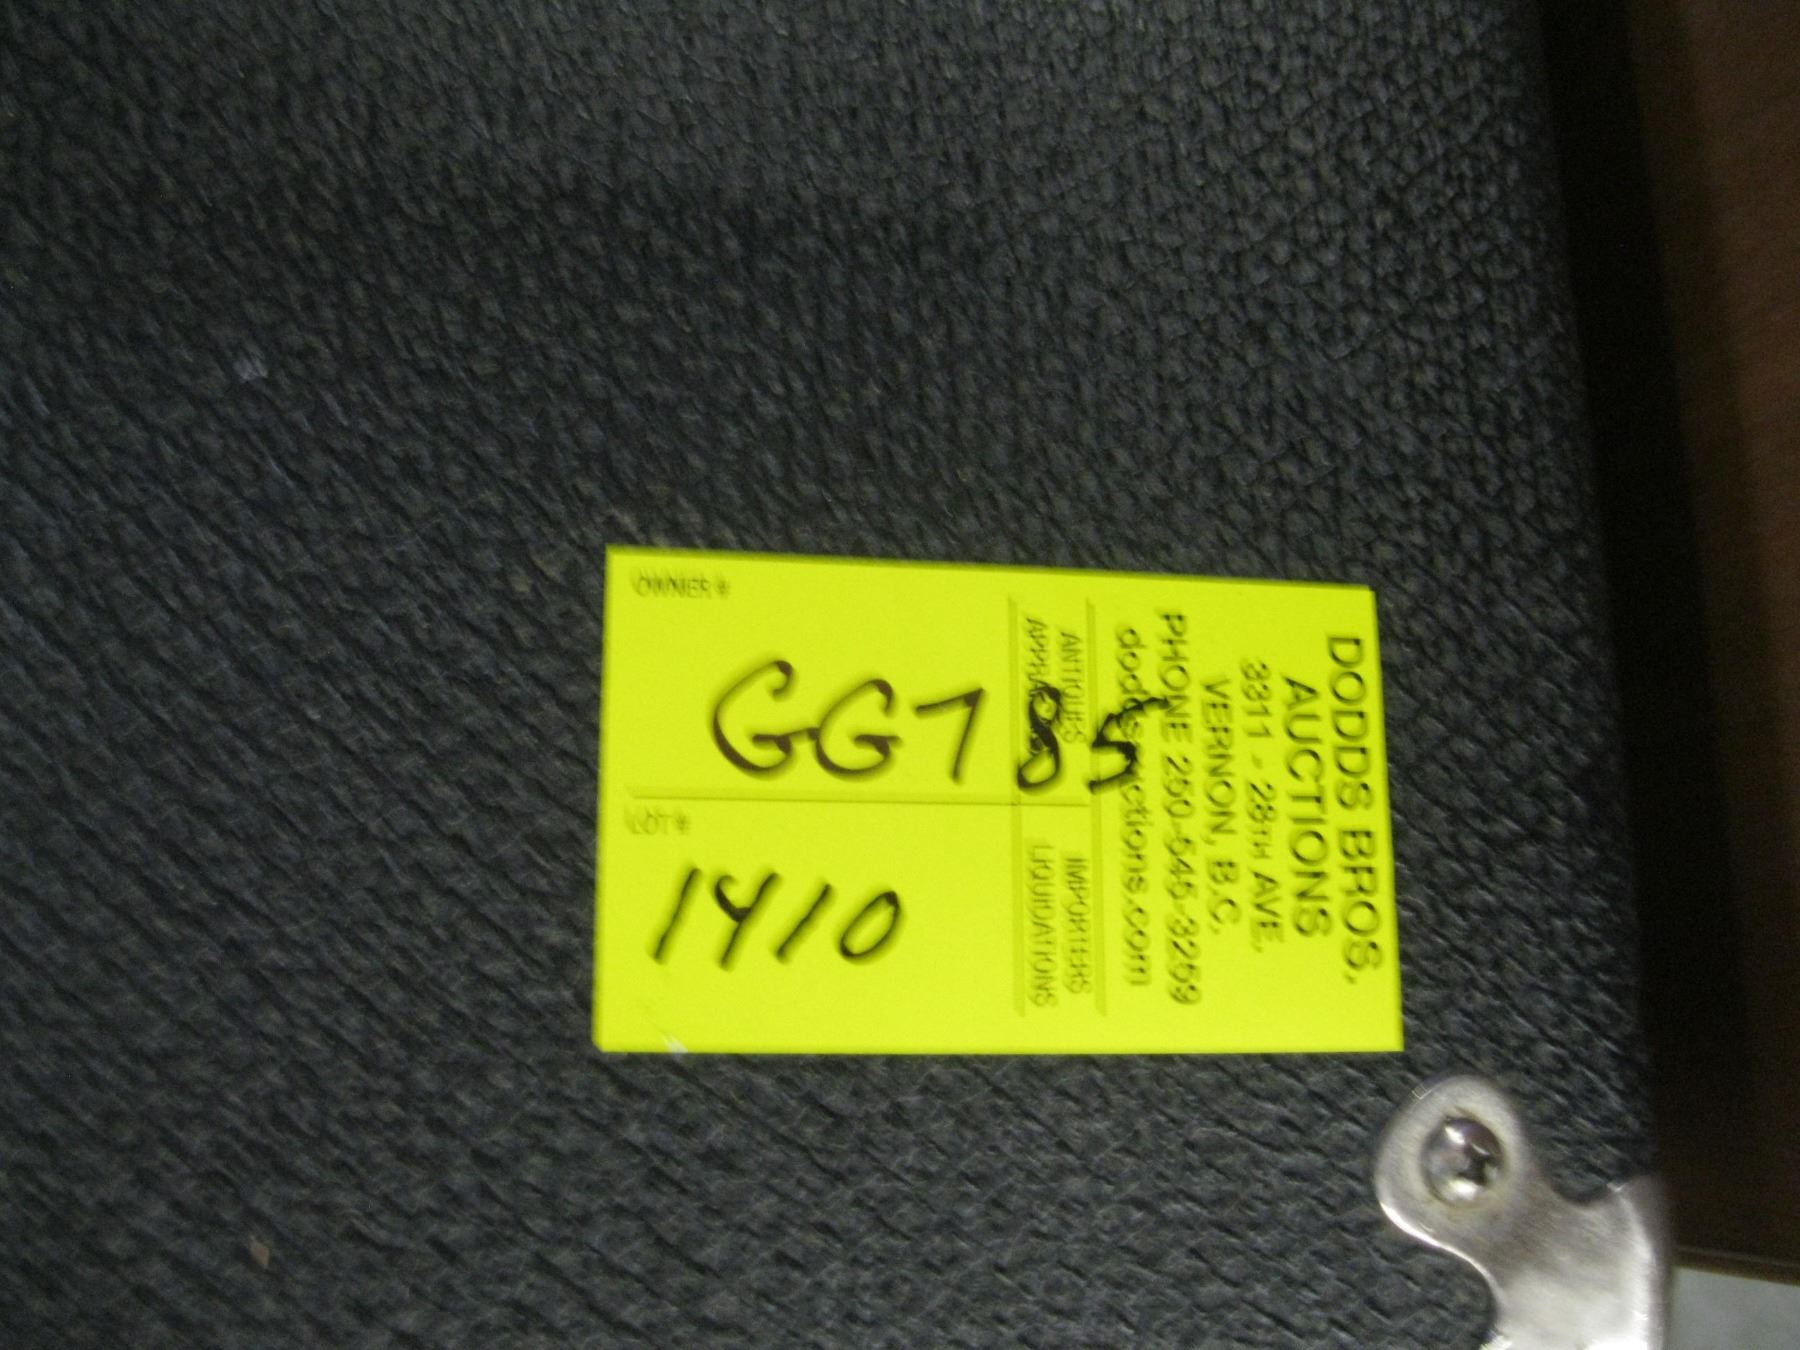 DODDS BROS.
AUCTIONS
3311 - 28TH AVE.
VERNON, B.C.
PHONE 250-545-3259
doddsauctions.com
ANTIQUES
APPRAISALS
IMPORTERS
LIQUIDATIONS
OWNER #
GG785
LOT #
1410